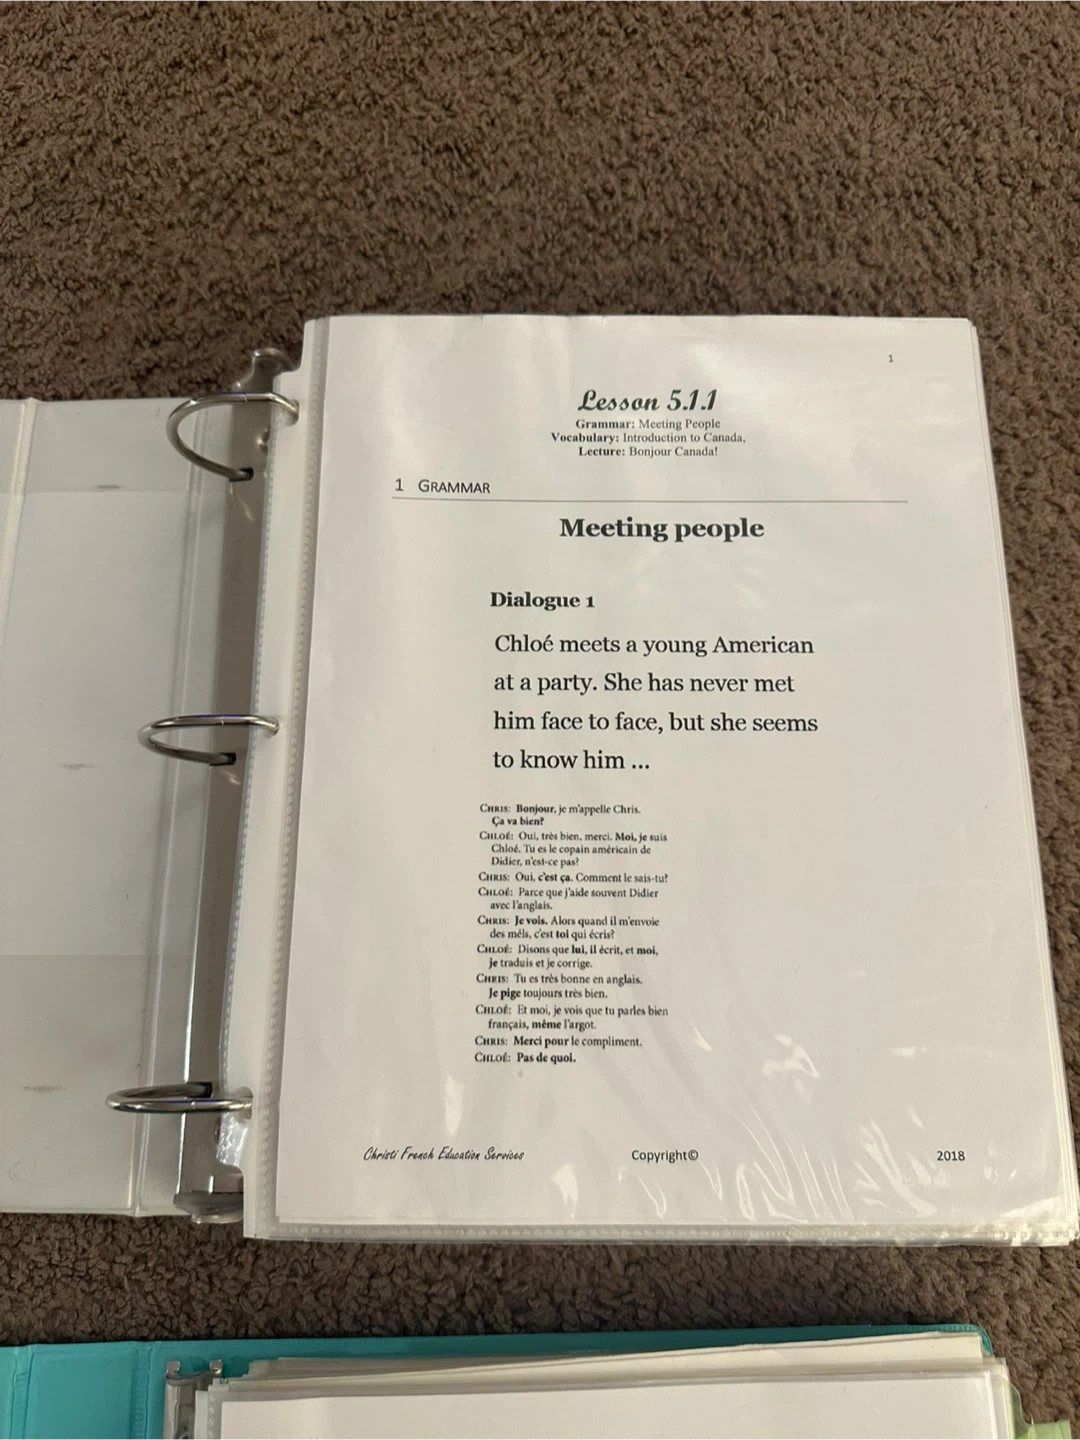 1
Lesson 5.1.1
Grammar: Meeting People
Vocabulary: Introduction to Canada,
Lecture: Bonjour Canada!
1 GRAMMAR
Meeting people
Dialogue 1
Chloé meets a young American
at a party. She has never met
him face to face, but she seems
to know him ...
CHRIS: Bonjour, je m'appelle Chris.
Ça va bien?
CHLOÉ: Oui, très bien, merci. Moi, je suis
Chloé. Tu es le copain américain de
Didier, n'est-ce pas?
CHRIS: Oui, c'est ça. Comment le sais-tu?
CHLOÉ: Parce que j'aide souvent Didier
avec l'anglais.
CHRIS: Je vois. Alors quand il m'envoie
des méls, c'est toi qui écris?
CHLOÉ: Disons que lui, il écrit, et moi,
je traduis et je corrige.
CHRIS: Tu es très bonne en anglais.
Je pige toujours très bien.
CHLOÉ: Et moi, je vois que tu parles bien
français, même l'argot.
CHRIS: Merci pour le compliment.
CHLOÉ: Pas de quoi.
Christi French Education Services Copyright© 2018